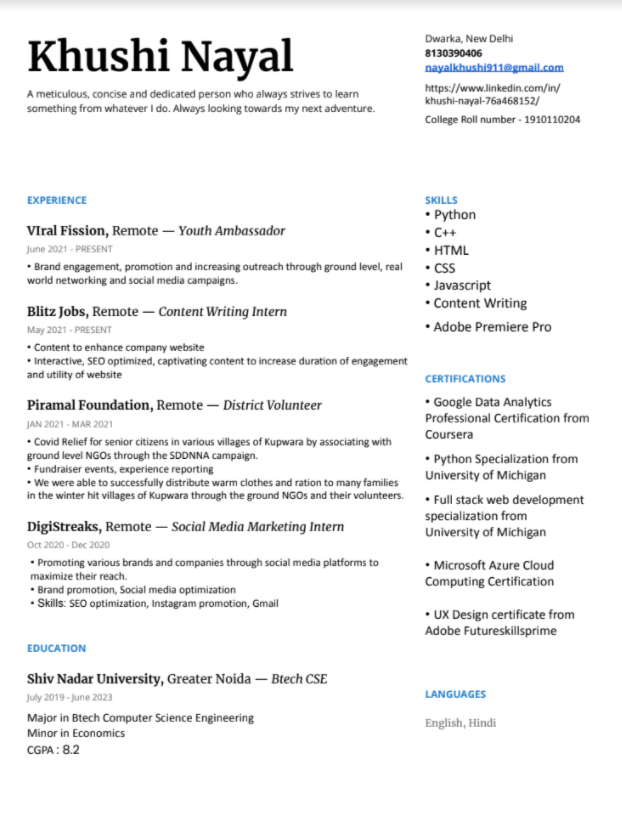 Khushi Nayal
A meticulous, concise and dedicated person who always strives to learn
something from whatever I do. Always looking towards my next adventure.
Dwarka, New Delhi
8130390406
nayalkhushi911@gmail.com
https://www.linkedin.com/in/
khushi-nayal-76a468152/
College Roll number - 1910110204
EXPERIENCE
VIral Fission, Remote — Youth Ambassador
June 2021 - PRESENT
• Brand engagement, promotion and increasing outreach through ground level, real
world networking and social media campaigns.
Blitz Jobs, Remote — Content Writing Intern
May 2021 - PRESENT
• Content to enhance company website
• Interactive, SEO optimized, captivating content to increase duration of engagement
and utility of website
Piramal Foundation, Remote — District Volunteer
JAN 2021 - MAR 2021
• Covid Relief for senior citizens in various villages of Kupwara by associating with
ground level NGOs through the SDDNNA campaign.
• Fundraiser events, experience reporting
• We were able to successfully distribute warm clothes and ration to many families
in the winter hit villages of Kupwara through the ground NGOs and their volunteers.
DigiStreaks, Remote — Social Media Marketing Intern
Oct 2020 - Dec 2020
• Promoting various brands and companies through social media platforms to
maximize their reach.
• Brand promotion, Social media optimization
• Skills: SEO optimization, Instagram promotion, Gmail
EDUCATION
Shiv Nadar University, Greater Noida — Btech CSE
July 2019 - June 2023
Major in Btech Computer Science Engineering
Minor in Economics
CGPA : 8.2
SKILLS
• Python
• C++
• HTML
• CSS
• Javascript
• Content Writing
• Adobe Premiere Pro
CERTIFICATIONS
• Google Data Analytics
Professional Certification from
Coursera
• Python Specialization from
University of Michigan
• Full stack web development
specialization from
University of Michigan
• Microsoft Azure Cloud
Computing Certification
• UX Design certificate from
Adobe Futureskillsprime
LANGUAGES
English, Hindi